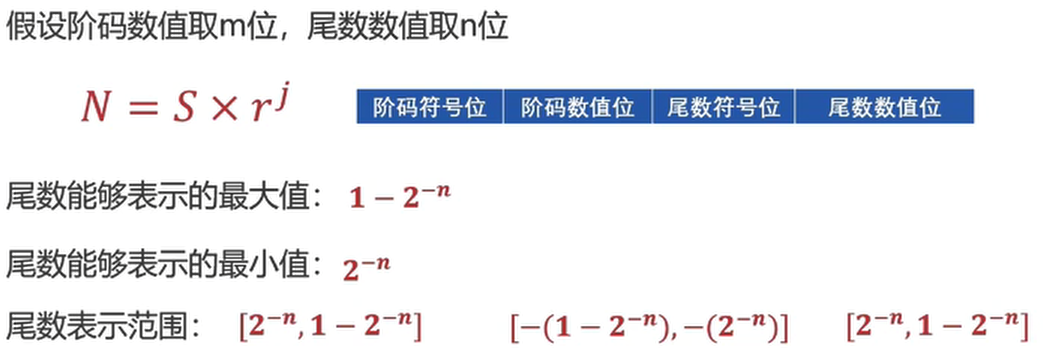 假设阶码数值取m位，尾数数值取n位
N = S × r^j 阶码符号位 阶码数值位 尾数符号位 尾数数值位
尾数能够表示的最大值： 1 − 2^{−n}
尾数能够表示的最小值： 2^{−n}
尾数表示范围： [2^{−n}, 1 − 2^{−n}] [−(1 − 2^{−n}), −(2^{−n})] [2^{−n}, 1 − 2^{−n}]